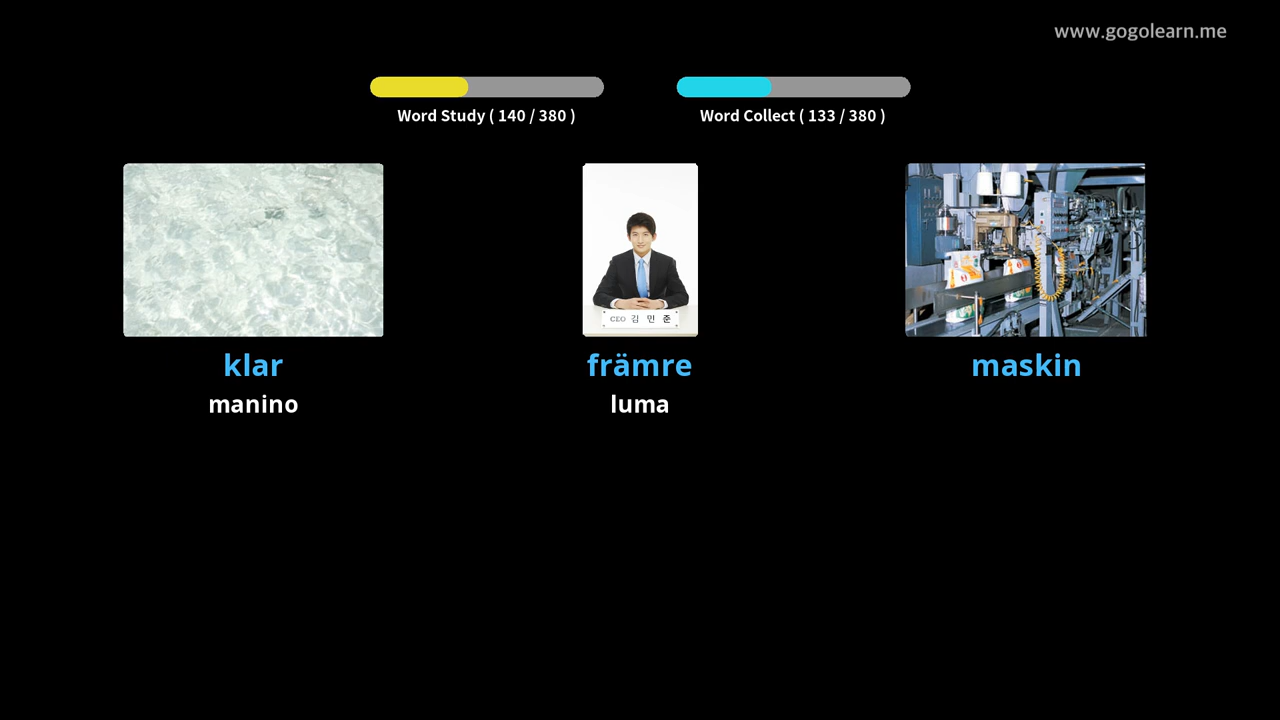 www.gogolearn.me
Word Study ( 140 / 380 )
Word Collect ( 133 / 380 )
CEO 김 민 준
klar
främre
maskin
manino
luma